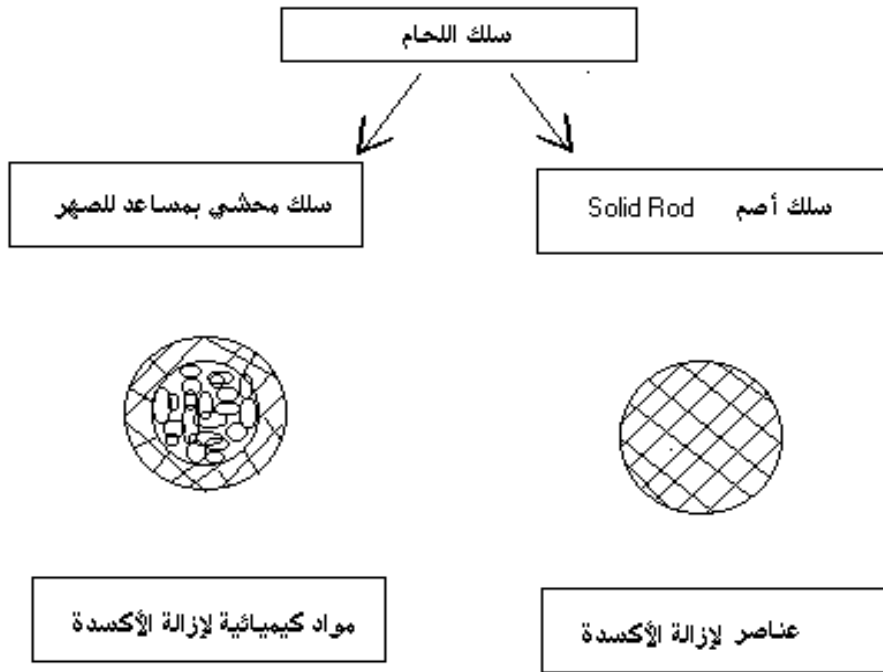 سلك اللحام
سلك أصم Solid Rod
سلك محشي بمساعد للصهر
عناصر لإزالة الأكسدة
مواد كيميائية لإزالة الأكسدة